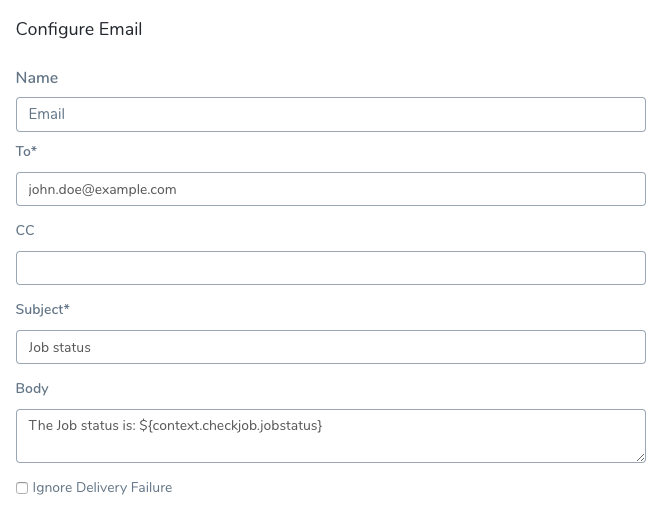 Configure Email
Name
Email
To*
john.doe@example.com
CC
Subject*
Job status
Body
The Job status is: ${context.checkjob.jobstatus}
Ignore Delivery Failure